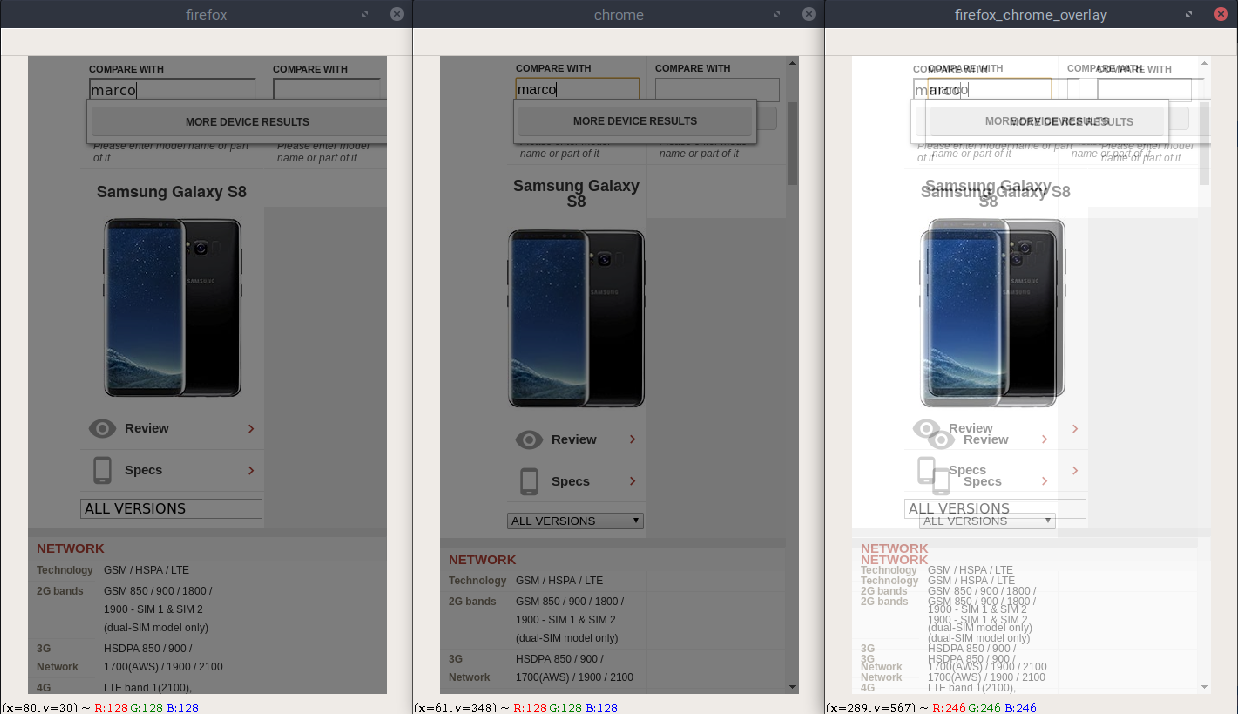 firefox
COMPARE WITH
COMPARE WITH
marco
MORE DEVICE RESULTS
Please enter model name or part
of it
Please enter model
name or part of it
Samsung Galaxy S8
SAMSUNG
Review
Specs
ALL VERSIONS
NETWORK
Technology GSM / HSPA / LTE
2G bands GSM 850 / 900 / 1800 /
1900 - SIM 1 & SIM 2
(dual-SIM model only)
3G HSDPA 850 / 900 /
Network 1700(AWS) / 1900 / 2100
4G LTE band 1(2100),
(x=80, y=30) ~ R:128 G:128 B:128
chrome
COMPARE WITH
COMPARE WITH
marco
MORE DEVICE RESULTS
Please enter model
name or part of it
Please enter model
name or part of it
Samsung Galaxy
S8
SAMSUNG
Review
Specs
ALL VERSIONS
NETWORK
Technology GSM / HSPA / LTE
2G bands GSM 850 / 900 / 1800 /
1900 - SIM 1 & SIM 2
(dual-SIM model only)
3G HSDPA 850 / 900 /
Network 1700(AWS) / 1900 / 2100
(x=61, y=348) ~ R:128 G:128 B:128
firefox_chrome_overlay
COMPARE WITH
COMPARE WITH
COMPARE WITH
COMPARE WITH
marco
marco
MORE DEVICE RESULTS
MORE DEVICE RESULTS
Please enter model name or part
of it
name or part of it
Please enter model
name or part of it
name or part of it
Samsung Galaxy
Samsung Galaxy S8
S8
Review
Review
Specs
Specs
ALL VERSIONS
ALL VERSIONS
NETWORK
NETWORK
Technology GSM / HSPA / LTE
Technology GSM / HSPA / LTE
2G bands GSM 850 / 900 / 1800 /
2G bands GSM 850 / 900 / 1800 /
1900 - SIM 1 & SIM 2
1900 - SIM 1 & SIM 2
(dual-SIM model only)
(dual-SIM model only)
3G HSDPA 850 / 900 /
3G HSDPA 850 / 900 /
Network 1700(AWS) / 1900 / 2100
Network 1700(AWS) / 1900 / 2100
4G LTE band 1(2100),
(x=289, y=567) ~ R:246 G:246 B:246